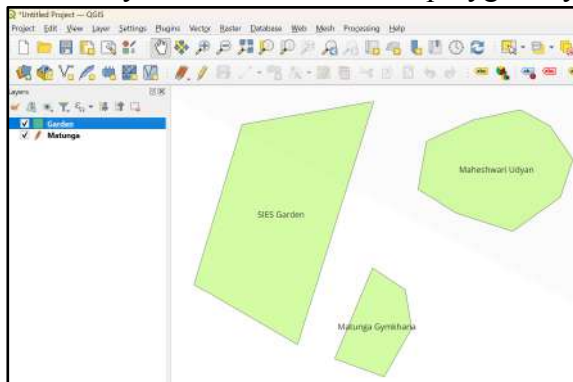 *Untitled Project — QGIS
Project Edit View Layer Settings Plugins Vector Raster Database Web Mesh Processing Help
Layers
Garden
Matunga
Maheshwari Udyan
SIES Garden
Matunga Gymkhana